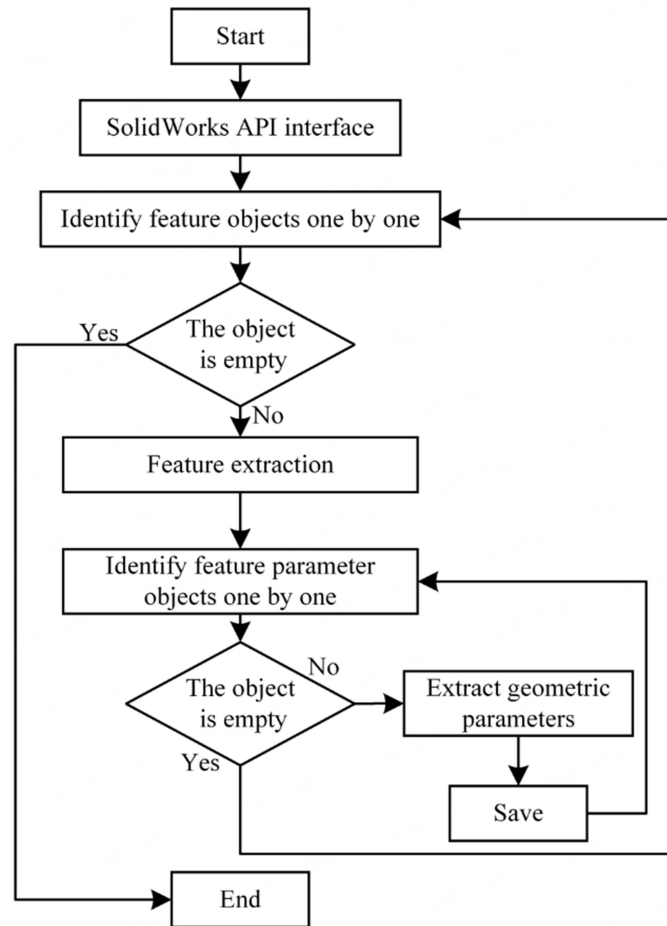 Start
SolidWorks API interface
Identify feature objects one by one
Yes
The object
is empty
No
Feature extraction
Identify feature parameter
objects one by one
No
The object
is empty
Extract geometric
parameters
Yes
Save
End